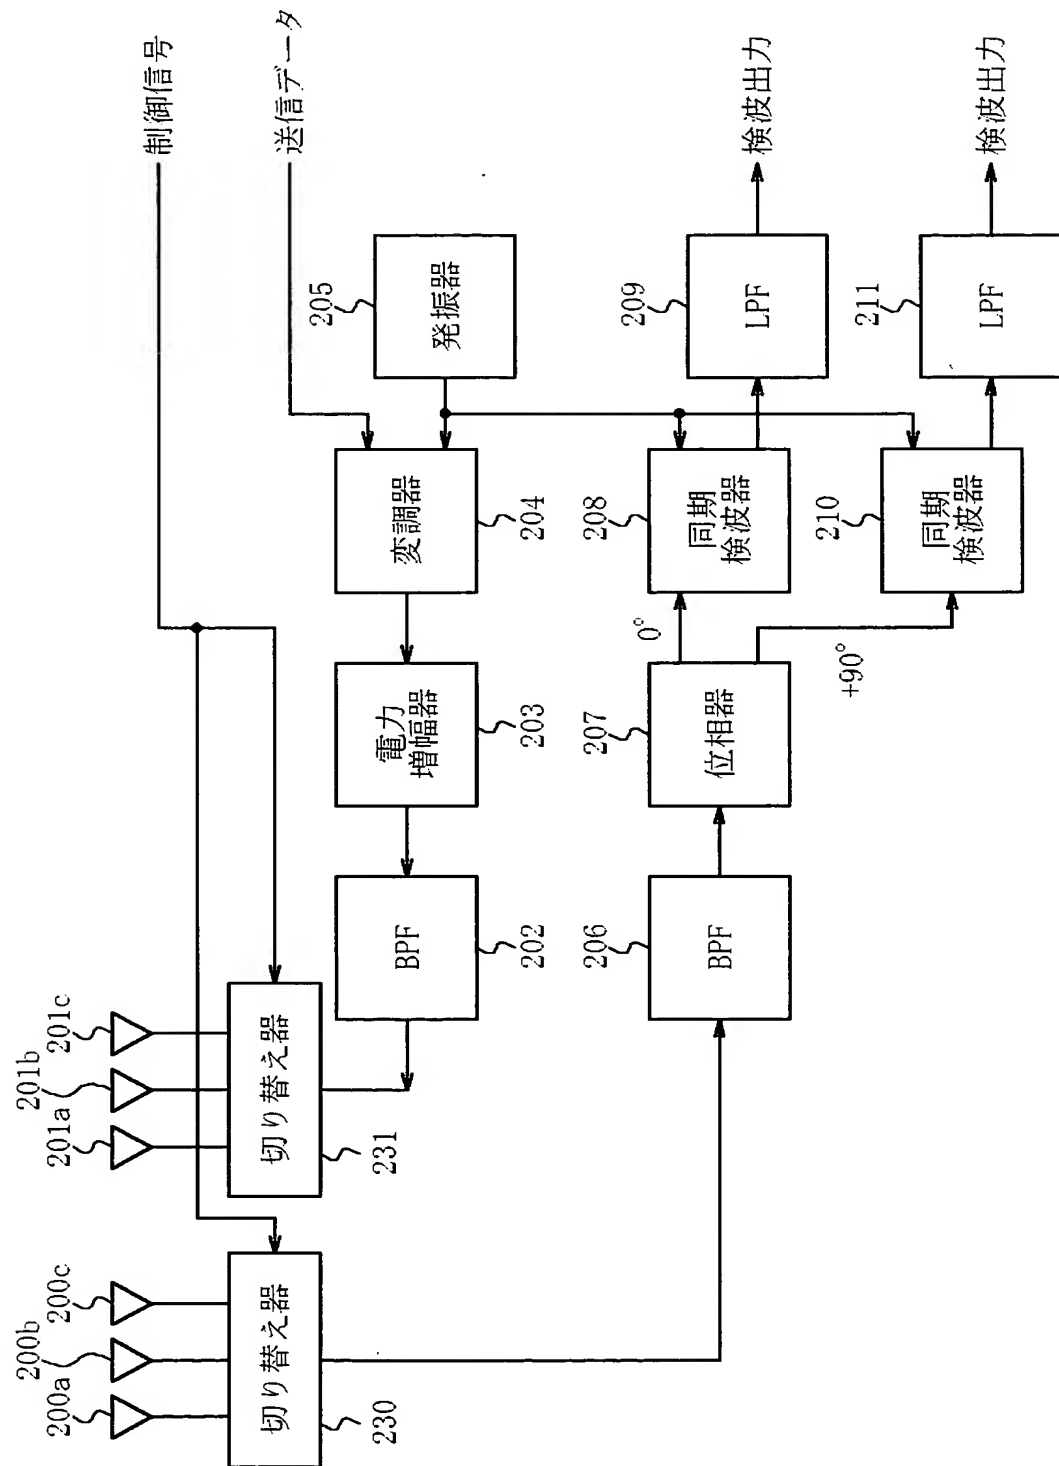 制御信号
送信データ
201c
201b
201a
切り替え器
231
200c
200b
200a
切り替え器
230
205
発振器
変調器
204
電力
増幅器
203
BPF
202
検波出力
209
LPF
208
同期
検波器
0°
207
位相器
+90°
206
BPF
検波出力
211
LPF
210
同期
検波器